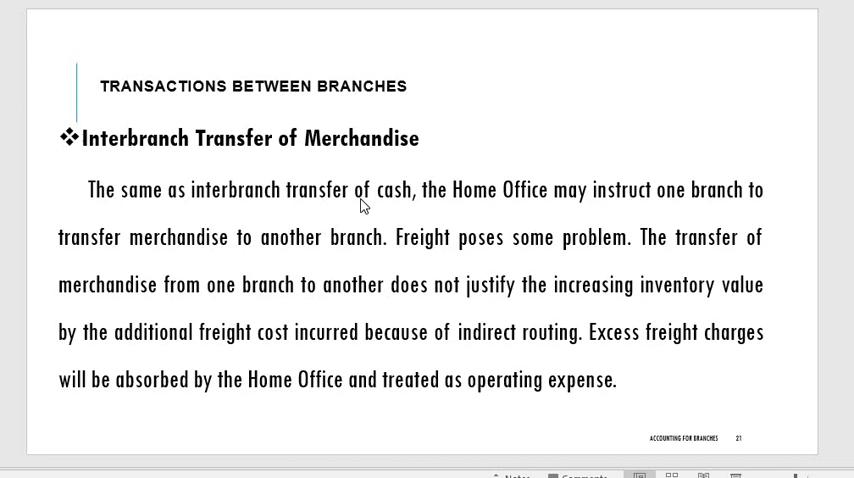 TRANSACTIONS BETWEEN BRANCHES
Interbranch Transfer of Merchandise
The same as interbranch transfer of cash, the Home Office may instruct one branch to
transfer merchandise to another branch. Freight poses some problem. The transfer of
merchandise from one branch to another does not justify the increasing inventory value
by the additional freight cost incurred because of indirect routing. Excess freight charges
will be absorbed by the Home Office and treated as operating expense.
ACCOUNTING FOR BRANCHES 21
Notes Comments